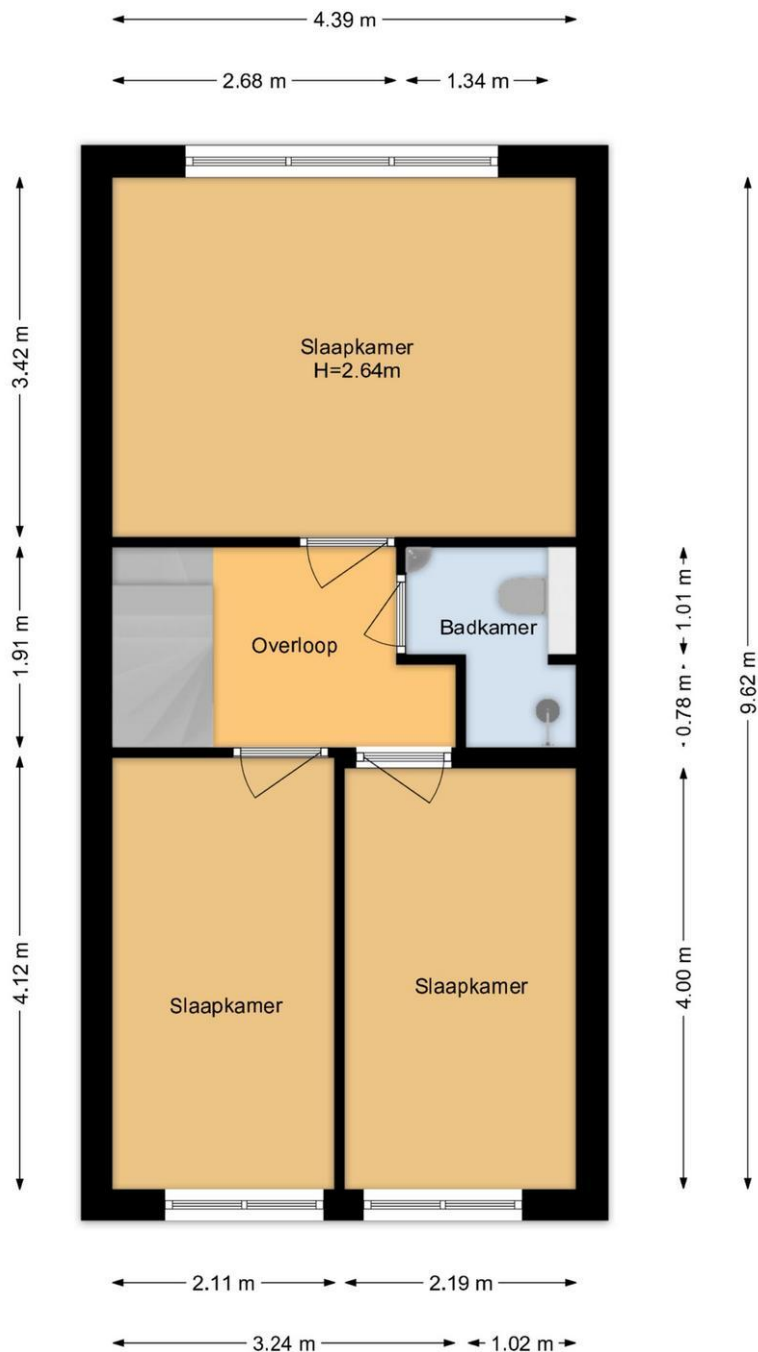 4.39 m
2.68 m
1.34 m
3.42 m
1.91 m
4.12 m
Slaapkamer
H=2.64m
Overloop
Badkamer
Slaapkamer
Slaapkamer
1.01 m
0.78 m
4.00 m
9.62 m
2.11 m
2.19 m
3.24 m
1.02 m